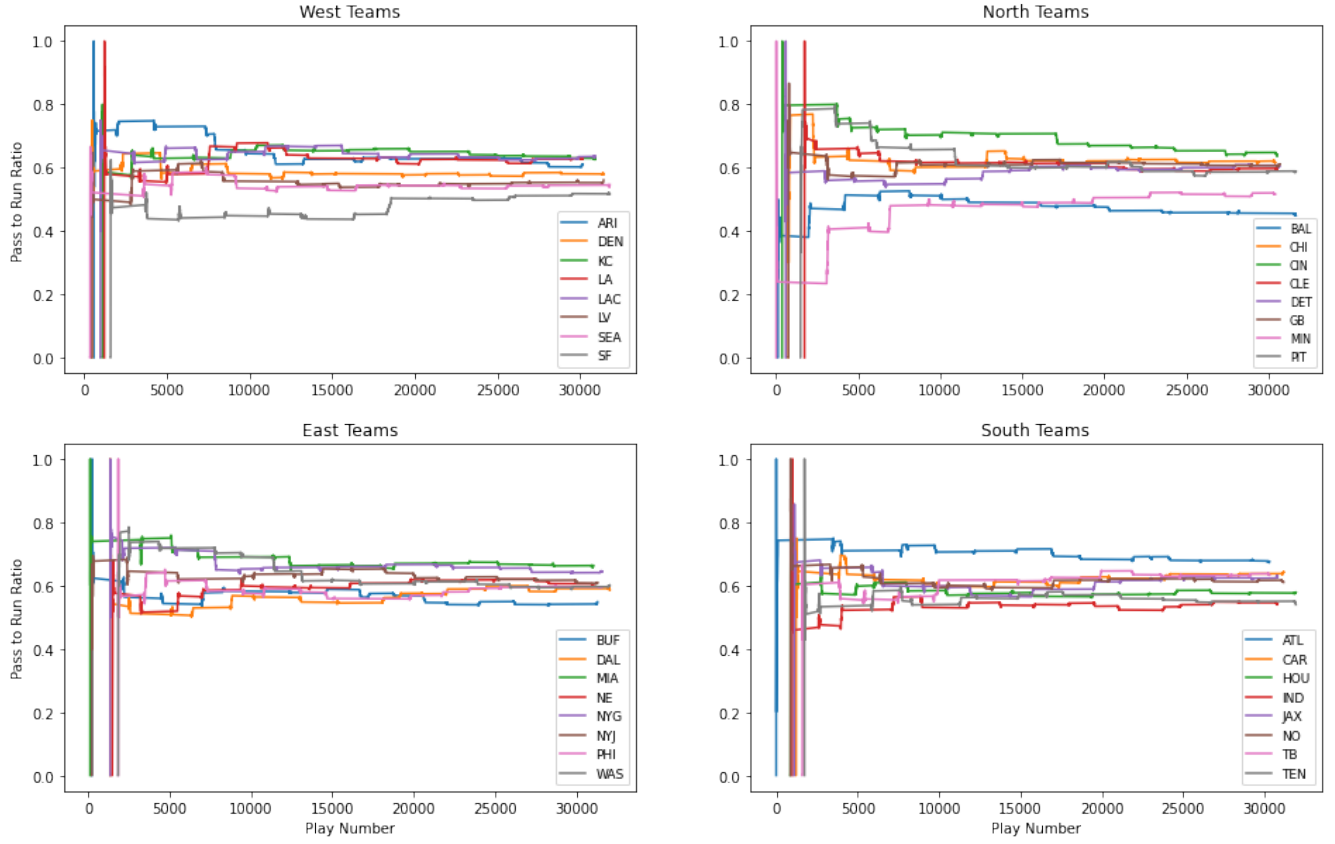 West Teams
Pass to Run Ratio
1.0
0.8
0.6
0.4
0.2
0.0
0 5000 10000 15000 20000 25000 30000
ARI
DEN
KC
LA
LAC
LV
SEA
SF
North Teams
1.0
0.8
0.6
0.4
0.2
0.0
0 5000 10000 15000 20000 25000 30000
BAL
CHI
CIN
CLE
DET
GB
MIN
PIT
East Teams
Pass to Run Ratio
1.0
0.8
0.6
0.4
0.2
0.0
0 5000 10000 15000 20000 25000 30000
Play Number
BUF
DAL
MIA
NE
NYG
NYJ
PHI
WAS
South Teams
1.0
0.8
0.6
0.4
0.2
0.0
0 5000 10000 15000 20000 25000 30000
Play Number
ATL
CAR
HOU
IND
JAX
NO
TB
TEN